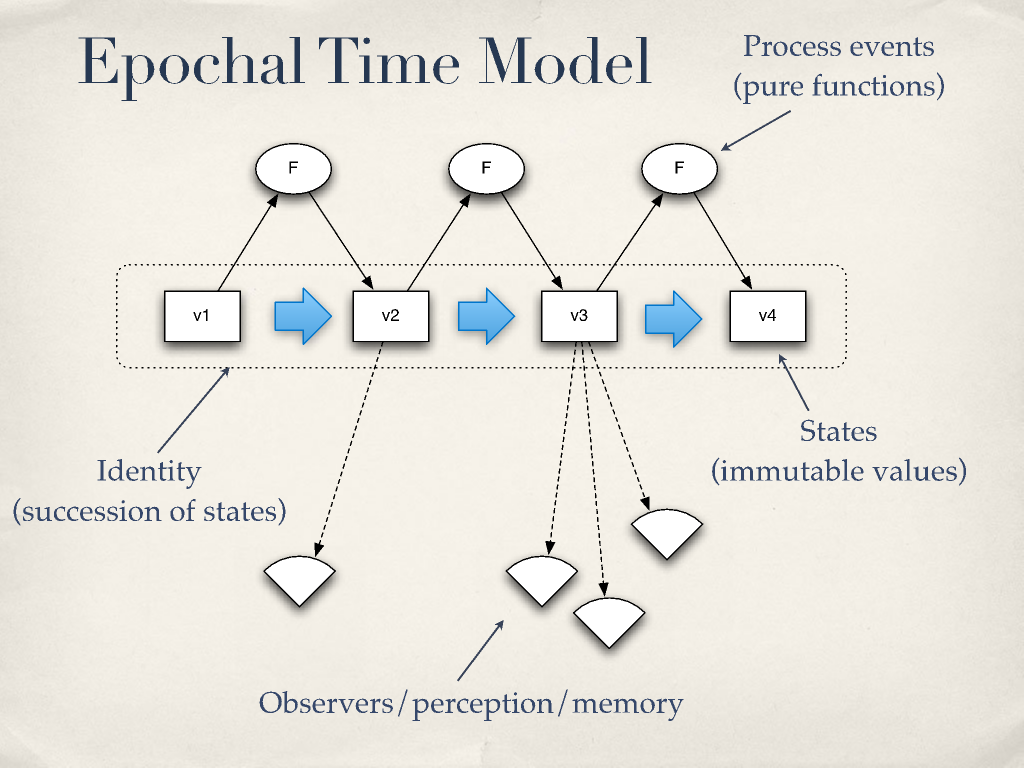 Epochal Time Model
Process events
(pure functions)
F
F
F
v1
v2
v3
v4
Identity
(succession of states)
States
(immutable values)
Observers/perception/memory